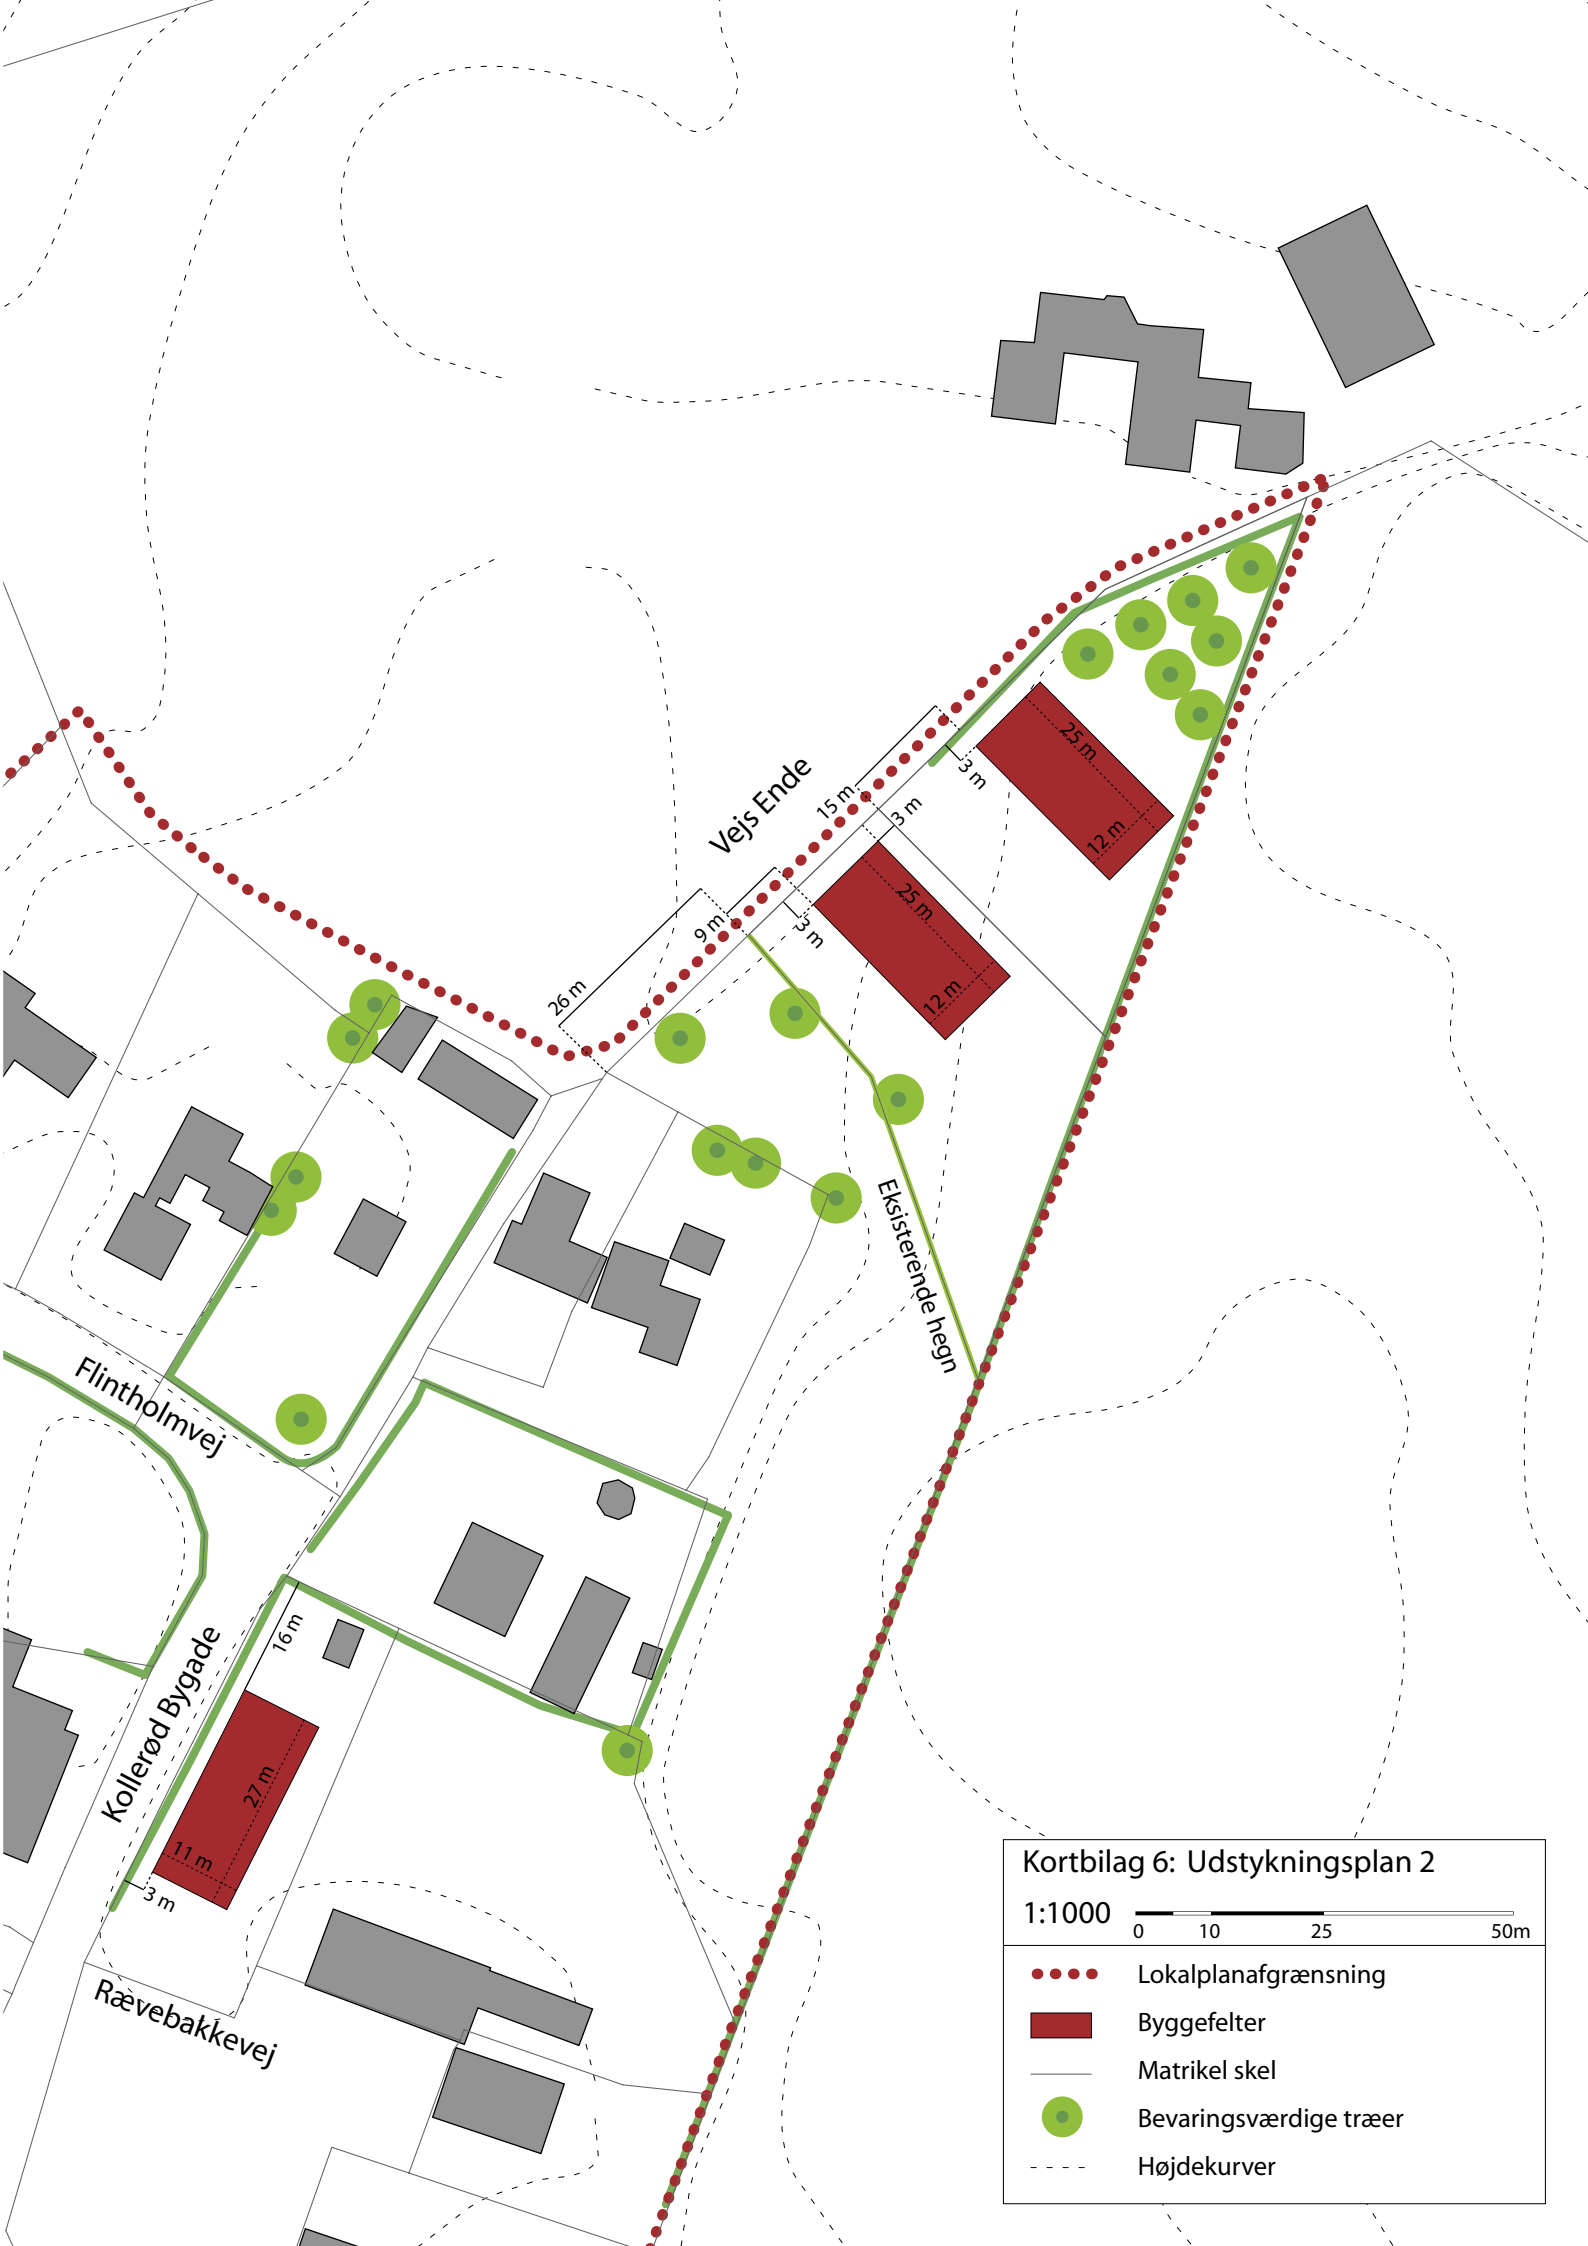 25 m
3 m
12 m
15 m
3 m
Vejs Ende
25 m
9 m
3 m
12 m
26 m
Eksisterende hegn
Flintholmvej
16 m
Kollerød Bygade
27 m
11 m
3 m
Rævebakkevej
Kortbilag 6: Udstykningsplan 2
1:1000
0 10 25 50m
Lokalplanafgrænsning
Byggefelter
Matrikel skel
Bevaringsværdige træer
Højdekurver